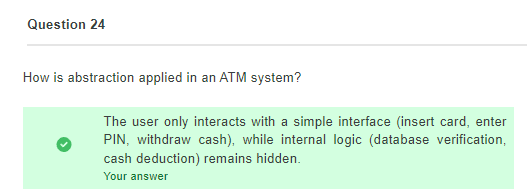 Question 24
How is abstraction applied in an ATM system?
The user only interacts with a simple interface (insert card, enter
PIN, withdraw cash), while internal logic (database verification,
cash deduction) remains hidden.
Your answer